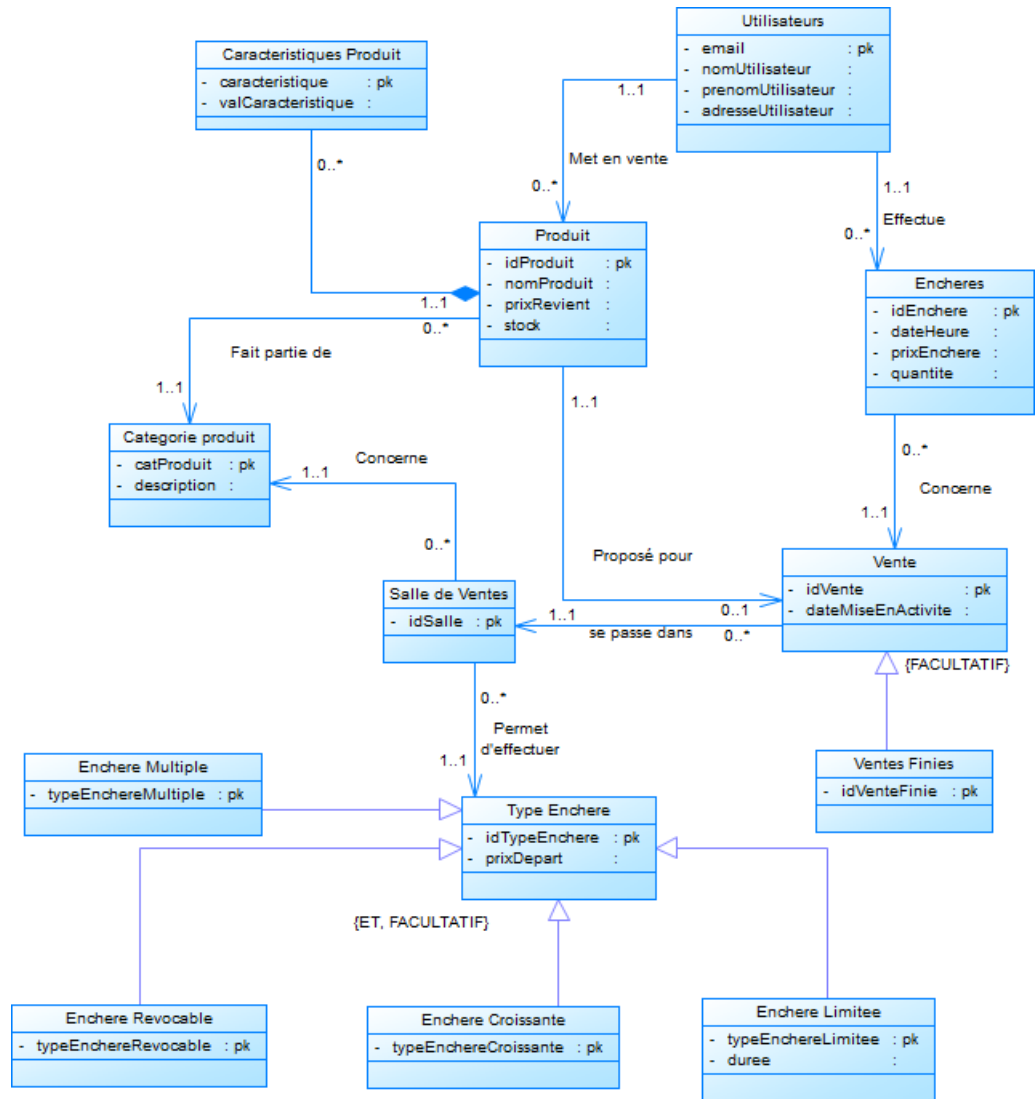 Utilisateurs
- email : pk
- nomUtilisateur :
- prenomUtilisateur :
- adresseUtilisateur :
Caracteristiques Produit
- caracteristique : pk
- valCaracteristique :
1..1
0..*
Met en vente
0..*
1..1
Effectue
0..*
Produit
- idProduit : pk
- nomProduit :
- prixRevient :
- stock :
1..1
0..*
Encheres
- idEnchere : pk
- dateHeure :
- prixEnchere :
- quantite :
Fait partie de
1..1
1..1
0..*
Categorie produit
- catProduit : pk
- description :
Concerne
1..1
Concerne
1..1
0..*
Proposé pour
Vente
- idVente : pk
- dateMiseEnActivite :
Salle de Ventes
- idSalle : pk
1..1
0..1
se passe dans
0..*
{FACULTATIF}
0..*
Permet
d'effectuer
1..1
Enchere Multiple
- typeEnchereMultiple : pk
Ventes Finies
- idVenteFinie : pk
Type Enchere
- idTypeEnchere : pk
- prixDepart :
{ET, FACULTATIF}
Enchere Revocable
- typeEnchereRevocable : pk
Enchere Croissante
- typeEnchereCroissante : pk
Enchere Limitee
- typeEnchereLimitee : pk
- duree :